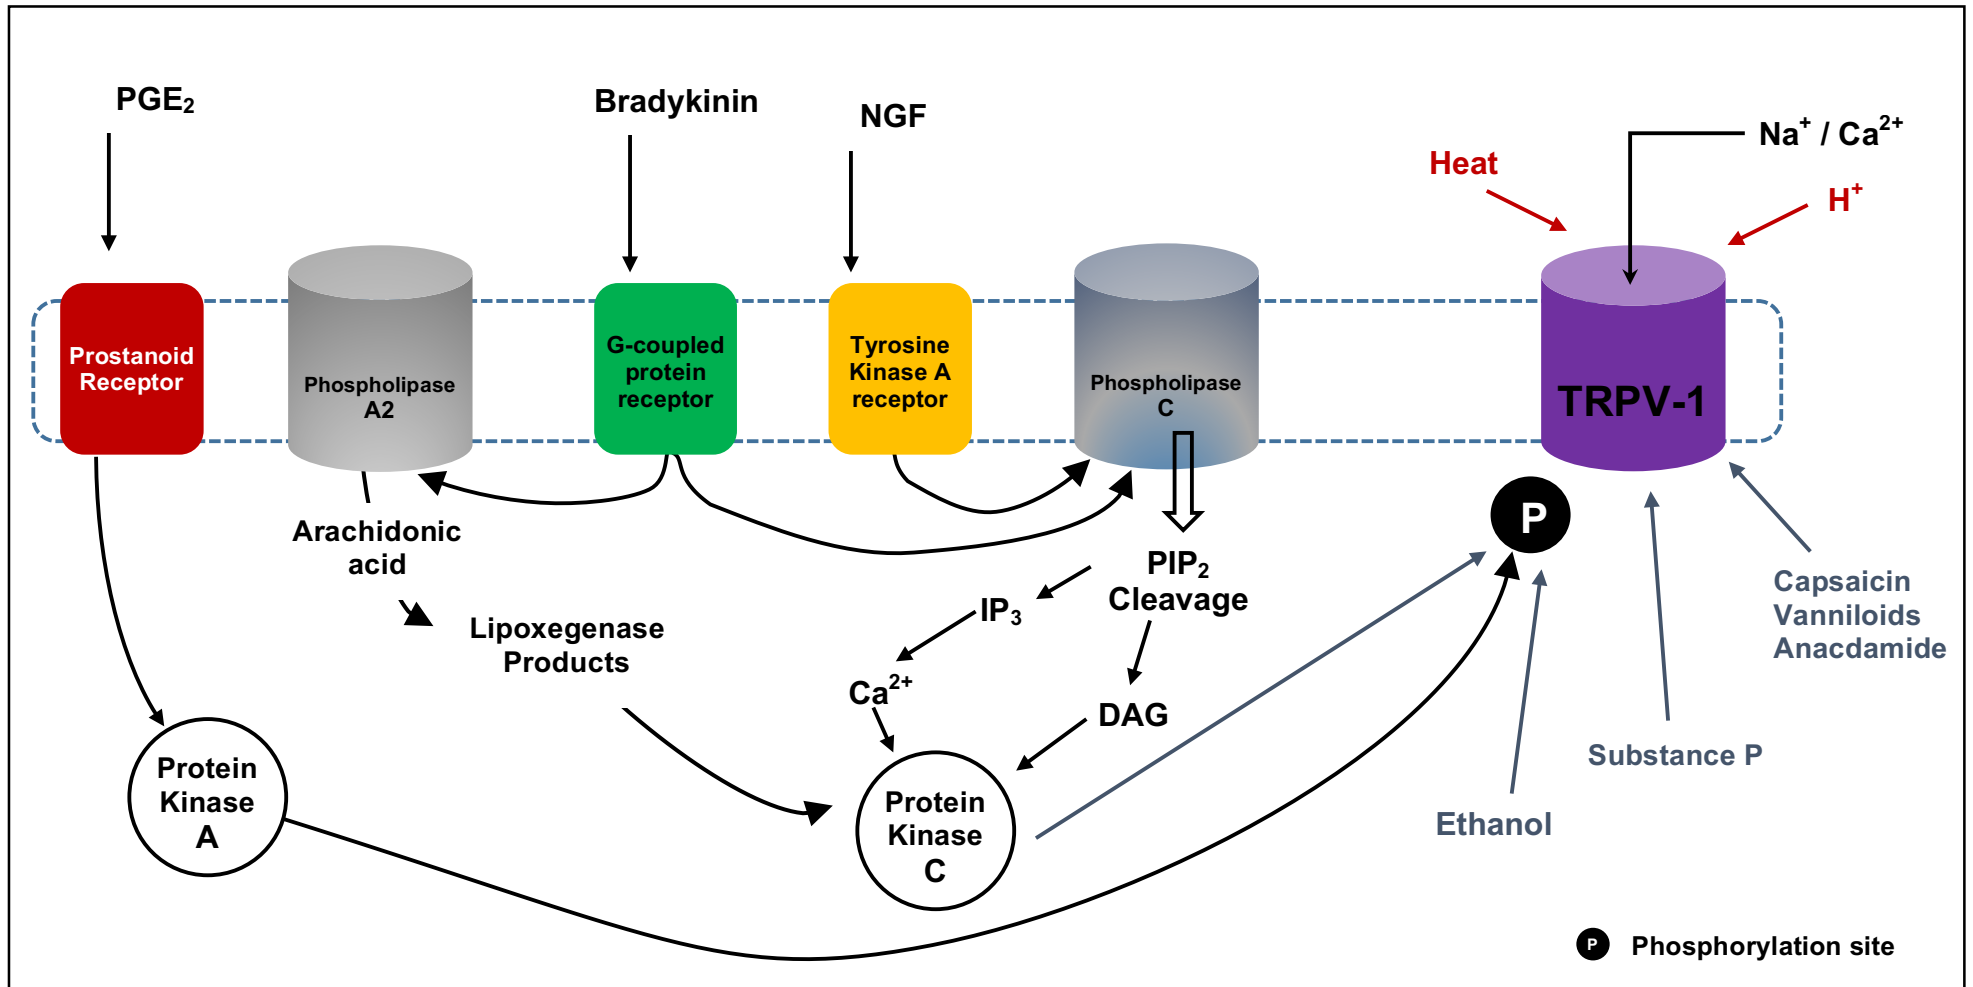 PGE₂
Bradykinin
NGF
Na⁺ / Ca²⁺
Heat
H⁺
Prostanoid
Receptor
Phospholipase
A2
G-coupled
protein
receptor
Tyrosine
Kinase A
receptor
Phospholipase
C
TRPV-1
P
Arachidonic
acid
PIP₂
Cleavage
IP₃
Lipoxegenase
Products
Ca²⁺
DAG
Capsaicin
Vanniloids
Anacdamide
Substance P
Ethanol
Protein
Kinase
A
Protein
Kinase
C
P Phosphorylation site